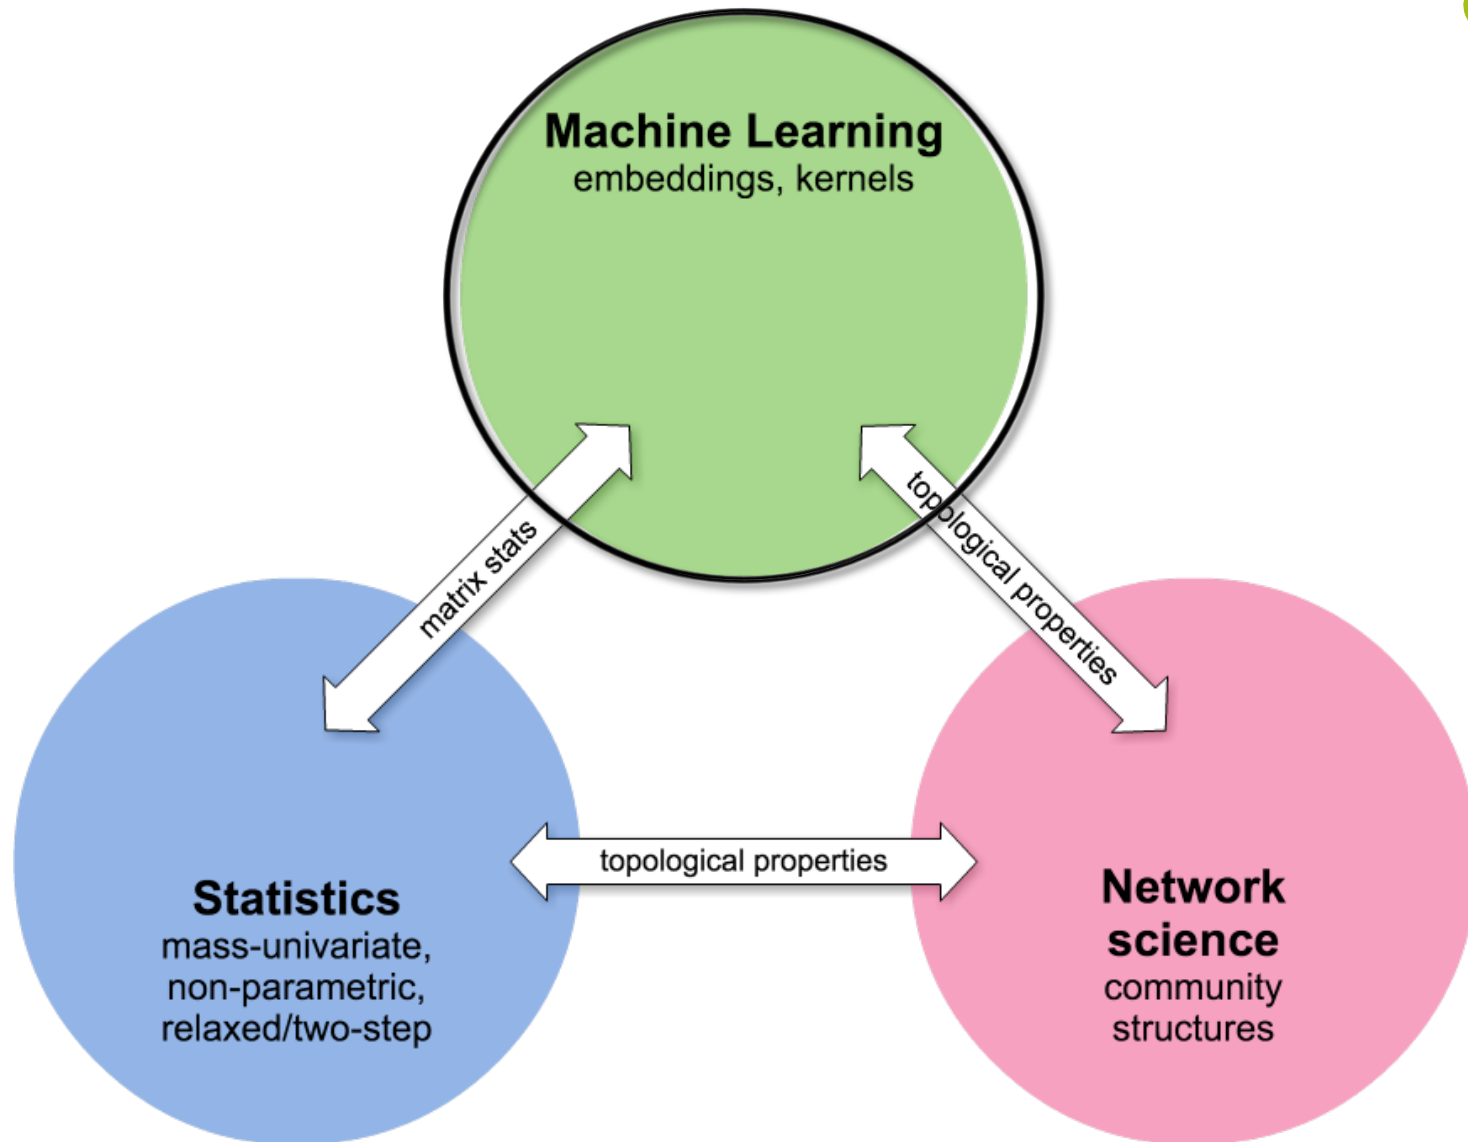 Machine Learning
embeddings, kernels
matrix stats
topological properties
topological properties
Statistics
mass-univariate,
non-parametric,
relaxed/two-step
Network
science
community
structures